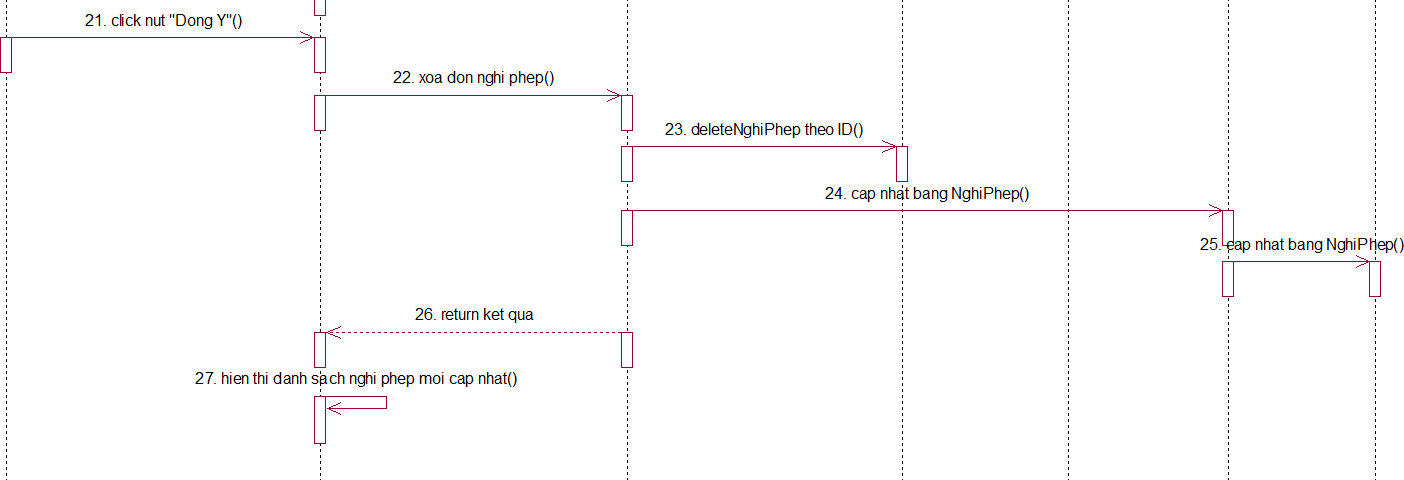 21. click nut "Dong Y"()
22. xoa don nghi phep()
23. deleteNghiPhep theo ID()
24. cap nhat bang NghiPhep()
25. cap nhat bang NghiPhep()
26. return ket qua
27. hien thi danh sach nghi phep moi cap nhat()